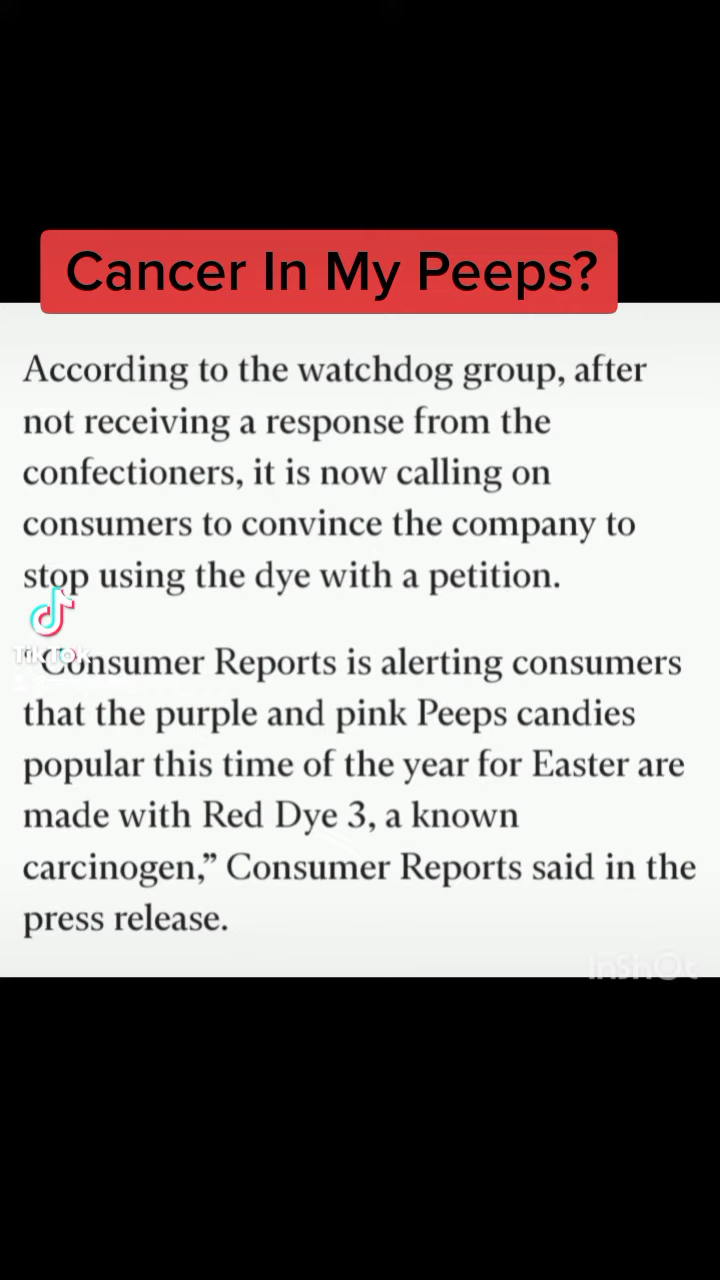 Cancer In My Peeps?
According to the watchdog group, after
not receiving a response from the
confectioners, it is now calling on
consumers to convince the company to
stop using the dye with a petition.
TikTok
“Consumer Reports is alerting consumers
that the purple and pink Peeps candies
popular this time of the year for Easter are
made with Red Dye 3, a known
carcinogen,” Consumer Reports said in the
press release.
InShOt